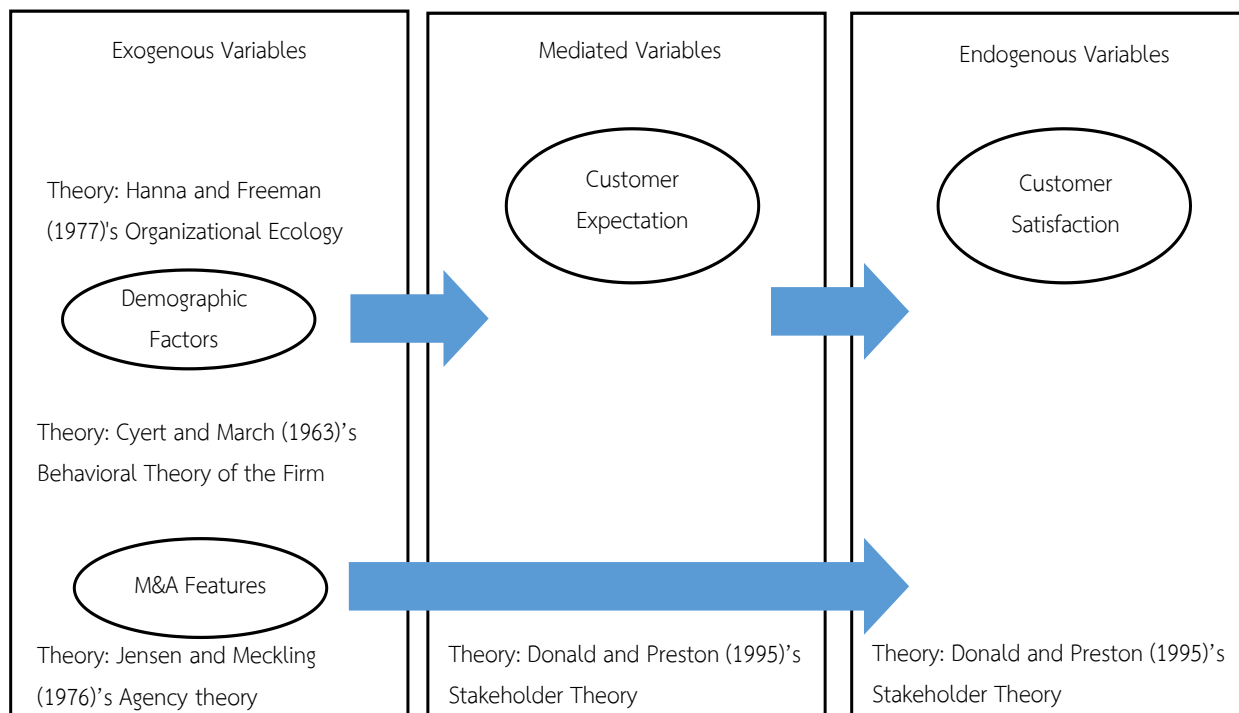 Exogenous Variables
Theory: Hanna and Freeman
(1977)'s Organizational Ecology
Demographic
Factors
Theory: Cyert and March (1963)’s
Behavioral Theory of the Firm
M&A Features
Theory: Jensen and Meckling
(1976)’s Agency theory
Mediated Variables
Customer
Expectation
Theory: Donald and Preston (1995)’s
Stakeholder Theory
Endogenous Variables
Customer
Satisfaction
Theory: Donald and Preston (1995)’s
Stakeholder Theory